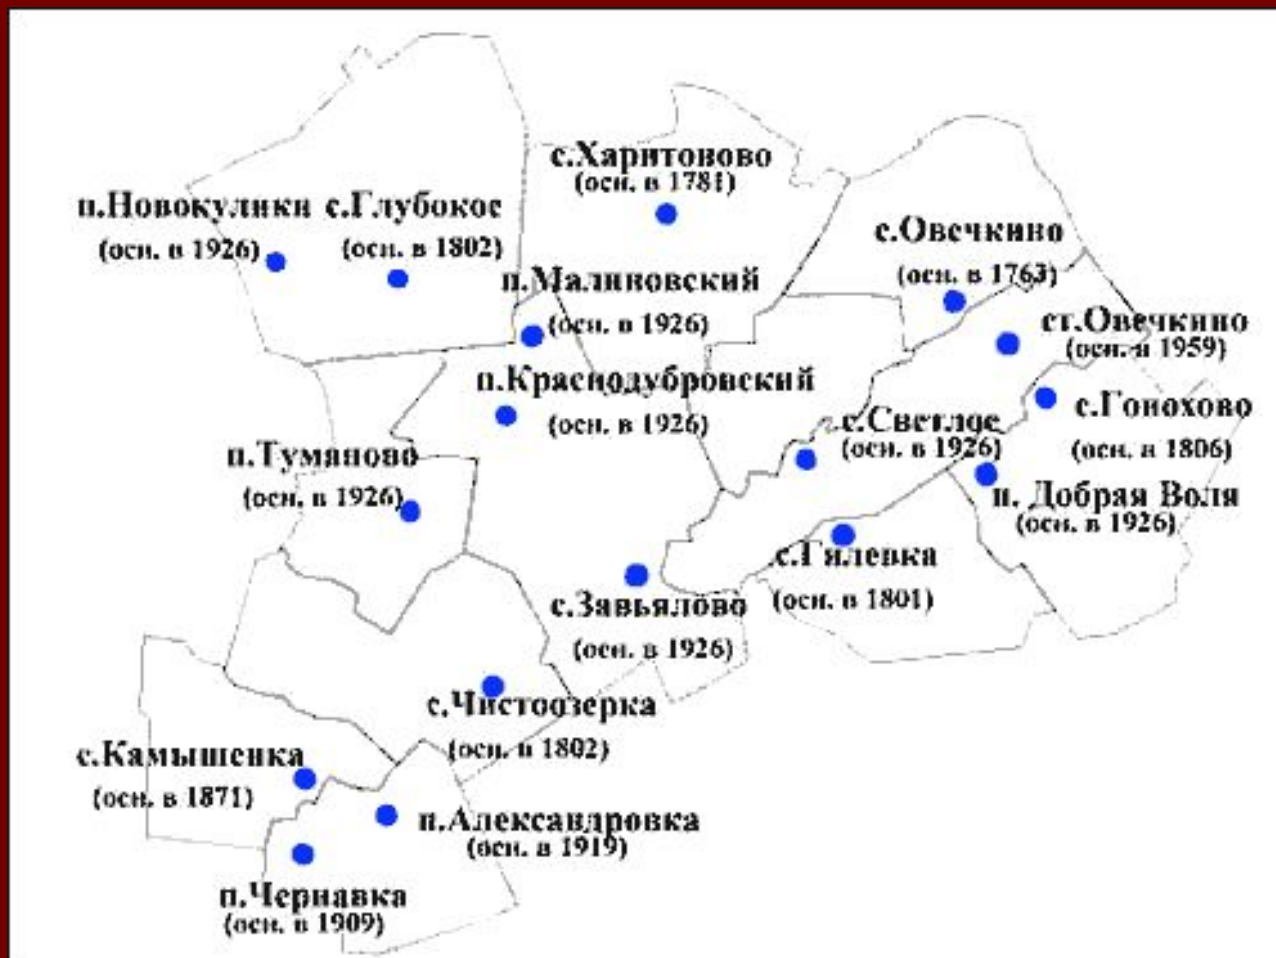 с.Харитоново
(осн. в 1781)
п.Новокулики с.Глубокое
(осн. в 1926) (осн. в 1802)
с.Овечкино
(осн. в 1763)
п.Малиновский
(осн. в 1926)
ст.Овечкино
(осн. в 1959)
п.Краснодубровский
(осн. в 1926)
с.Гонохово
(осн. в 1806)
с.Светлое
(осн. в 1926)
п.Туманово
(осн. в 1926)
п. Добрая Воля
(осн. в 1926)
с.Гилевка
(осн. в 1801)
с.Завьялово
(осн. в 1926)
с.Чистоозерка
(осн. в 1802)
с.Камышенка
(осн. в 1871)
п.Александровка
(осн. в 1919)
п.Чернавка
(осн. в 1909)